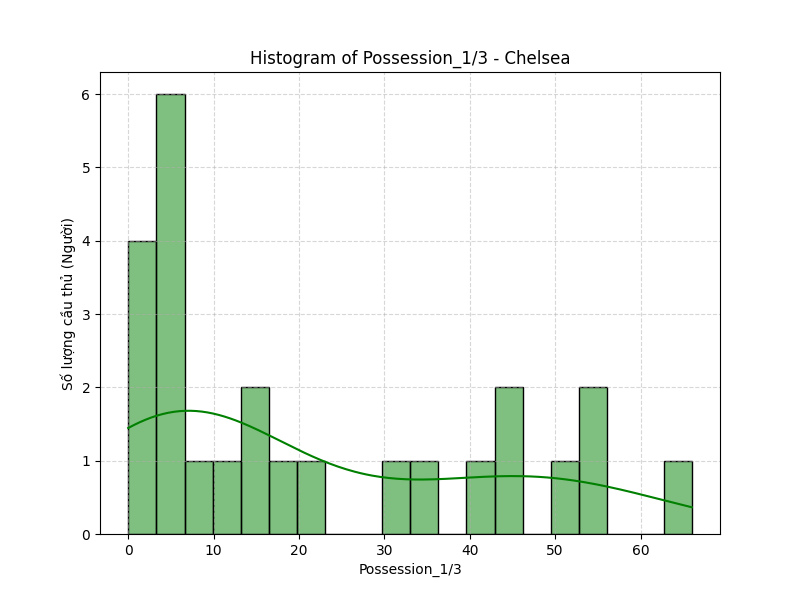 Histogram of Possession_1/3 - Chelsea
Số lượng cầu thủ (Người)
6
5
4
3
2
1
0
0 10 20 30 40 50 60
Possession_1/3